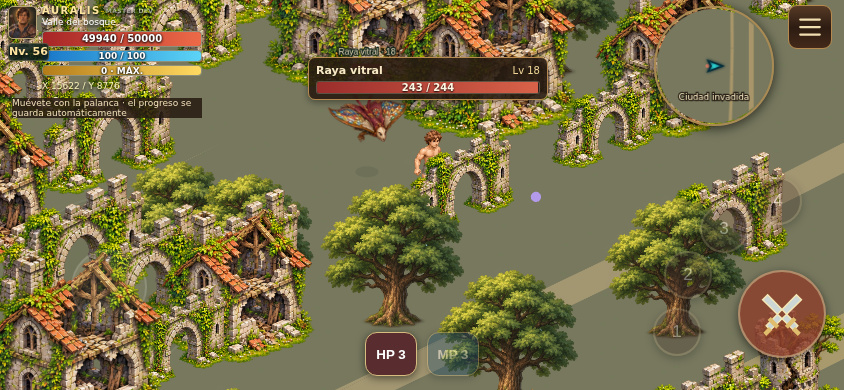 AURALIS
Valle del bosque
Nv. 56
49940 / 50000
100 / 100
0 · MAX.
X 15622 / Y 8776
Muévete con la palanca · el progreso se
guarda automáticamente
Raya vitral · 18
Raya vitral
Lv 18
243 / 244
Ciudad invadida
4
3
2
1
HP 3
MP 3